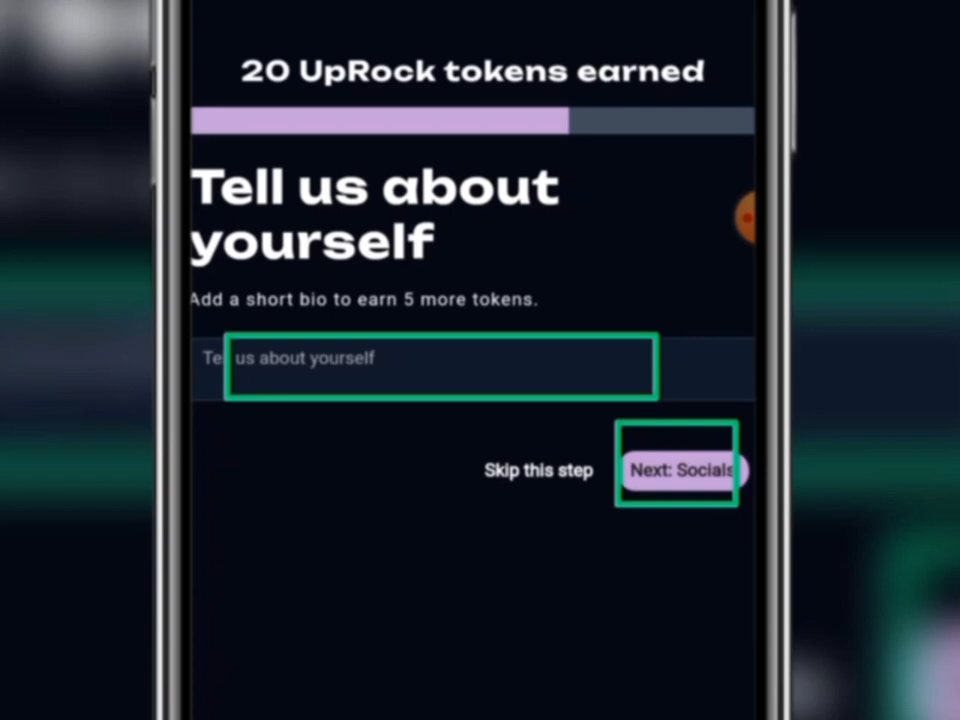 20 UpRock tokens earned
Tell us about
yourself
Add a short bio to earn 5 more tokens.
Tell us about yourself
Skip this step
Next: Socials